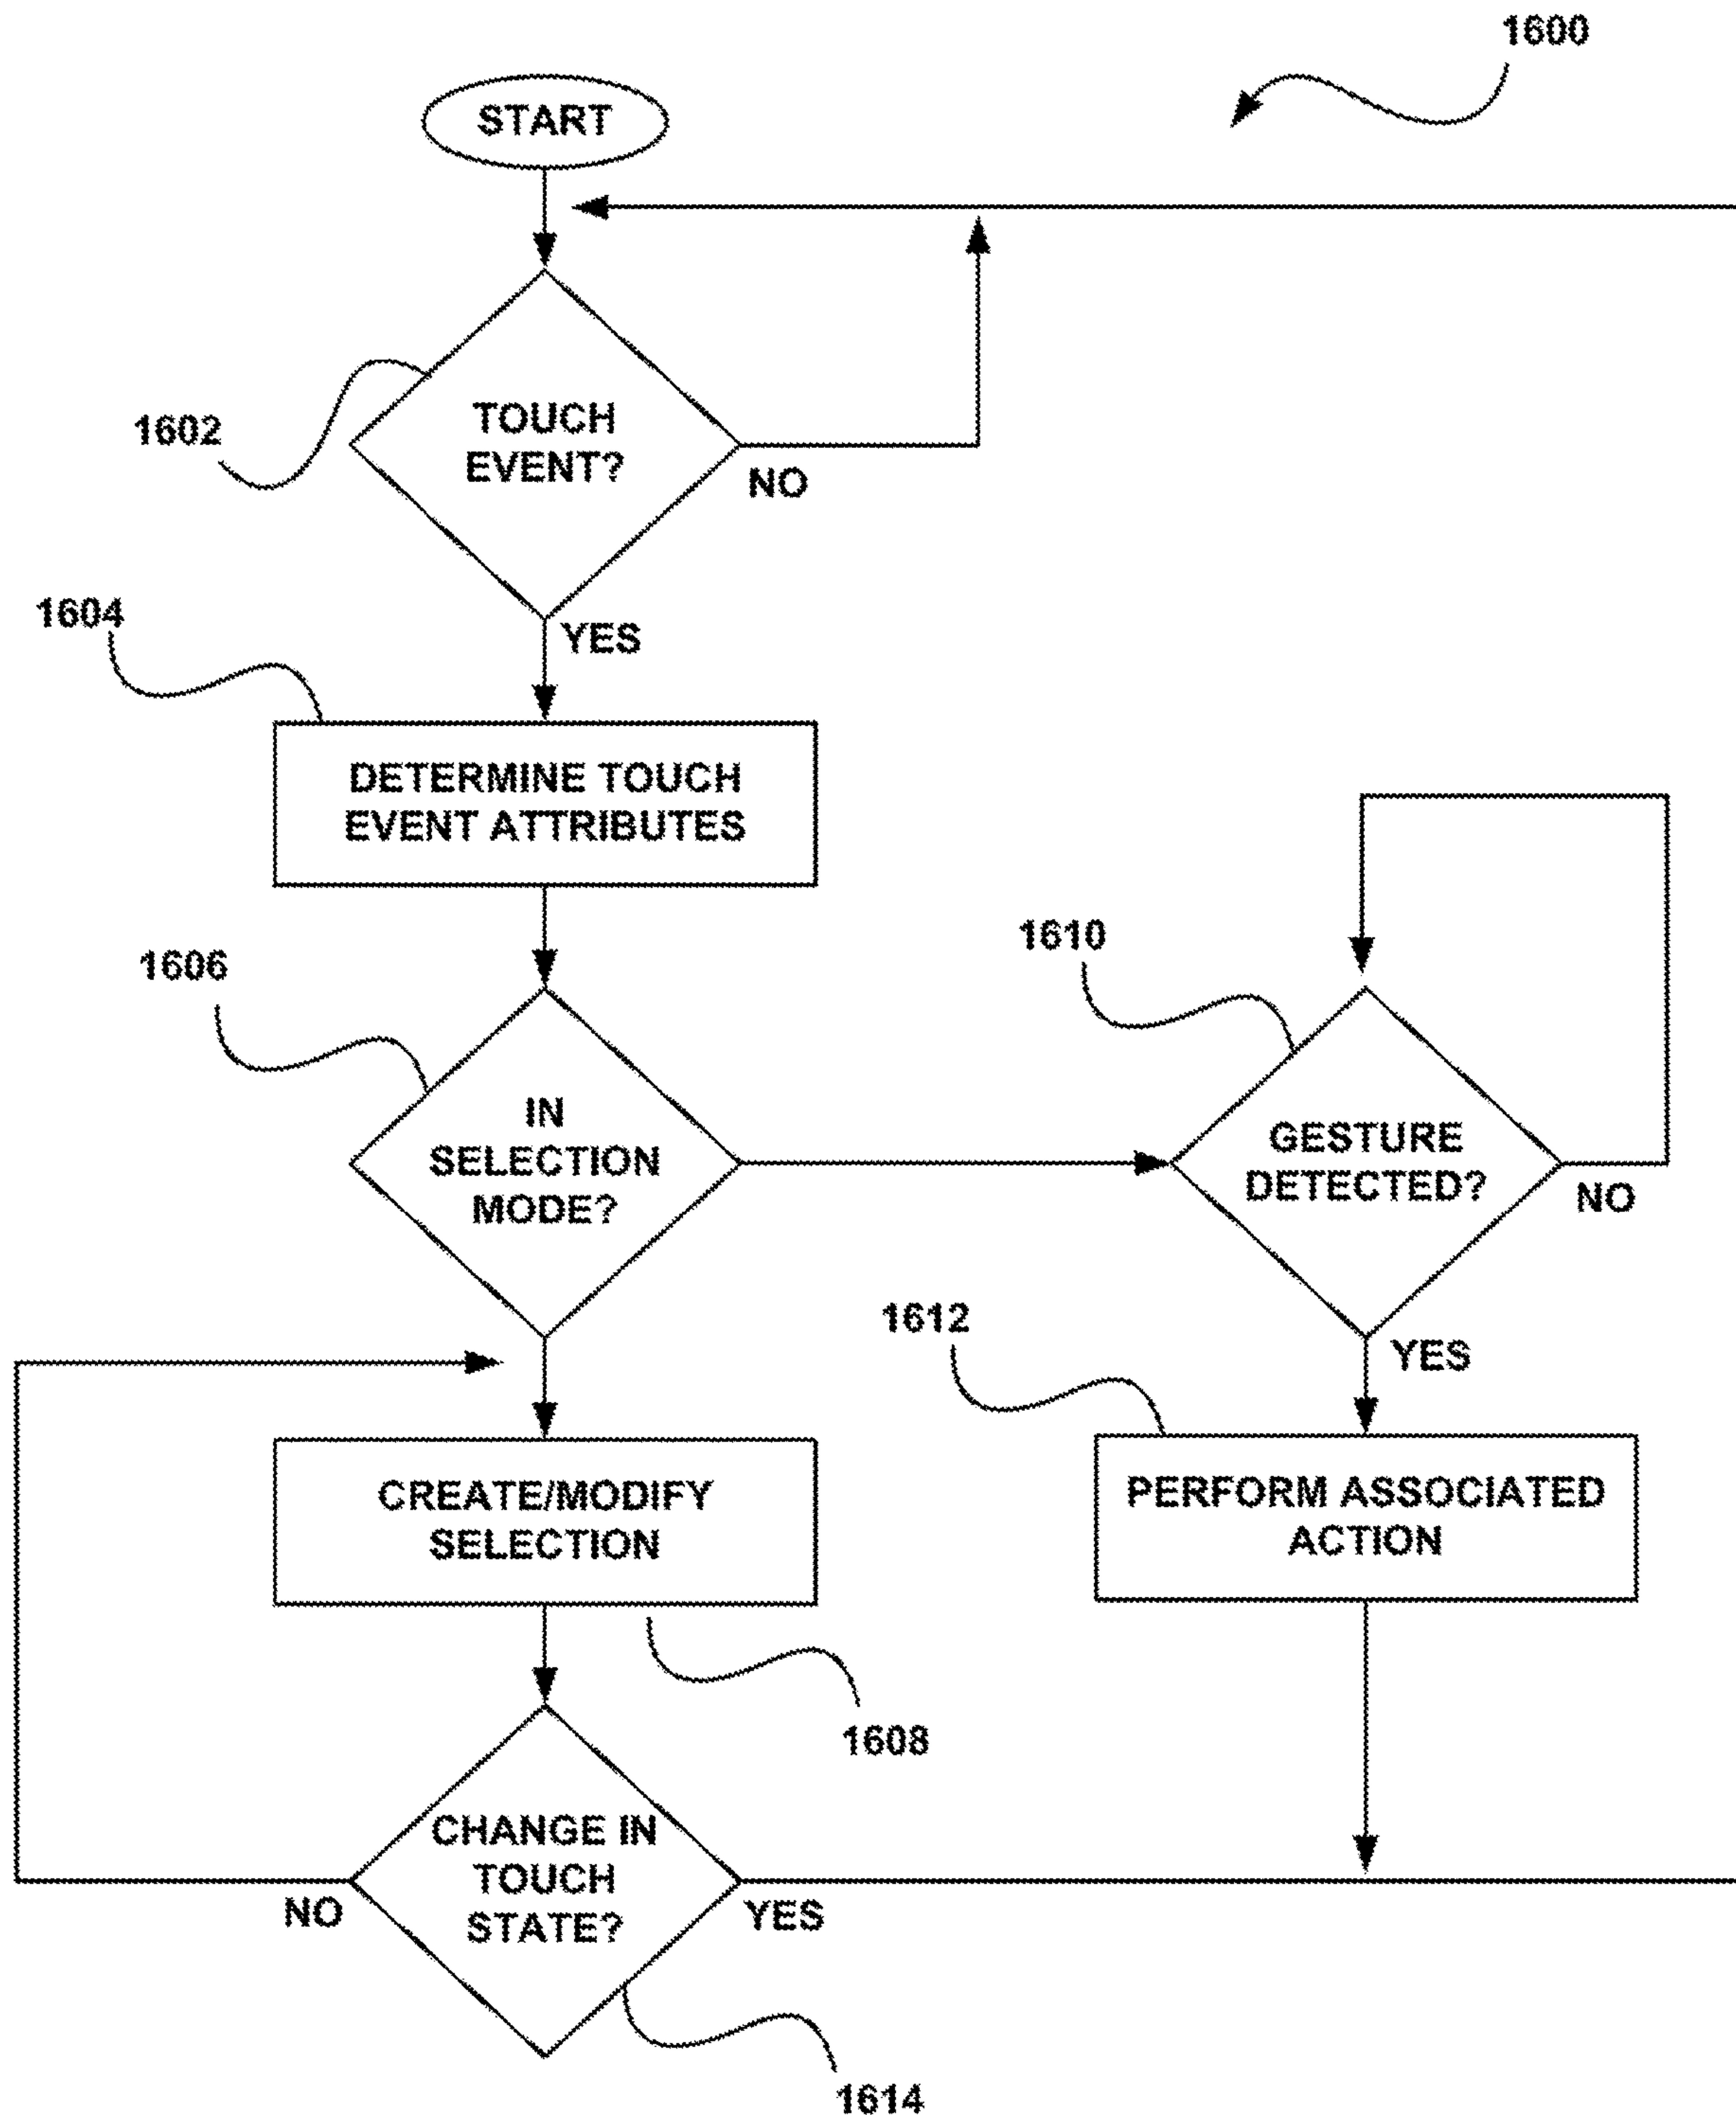 1600
START
1602
TOUCH
EVENT?
NO
YES
1604
DETERMINE TOUCH
EVENT ATTRIBUTES
1606
IN
SELECTION
MODE?
1610
GESTURE
DETECTED?
NO
YES
1612
PERFORM ASSOCIATED
ACTION
CREATE/MODIFY
SELECTION
1608
CHANGE IN
TOUCH
STATE?
NO
YES
1614